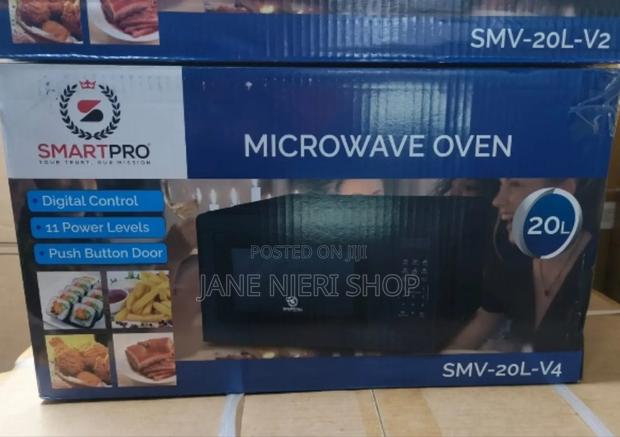 SMV-20L-V2
SMARTPRO®
YOUR TRUST, OUR MISSION
MICROWAVE OVEN
Digital Control
11 Power Levels
Push Button Door
20L
POSTED ON JIJI
JANE NJERI SHOP
SMARTPRO
SMV-20L-V4